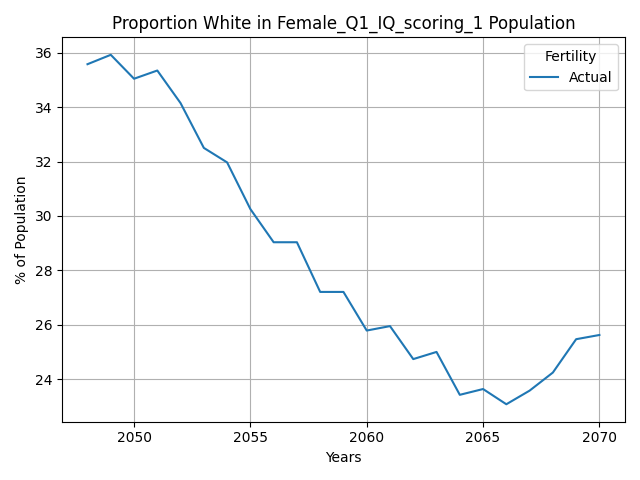 Proportion White in Female_Q1_IQ_scoring_1 Population
Fertility
Actual
36
34
32
30
28
26
24
% of Population
2050 2055 2060 2065 2070
Years